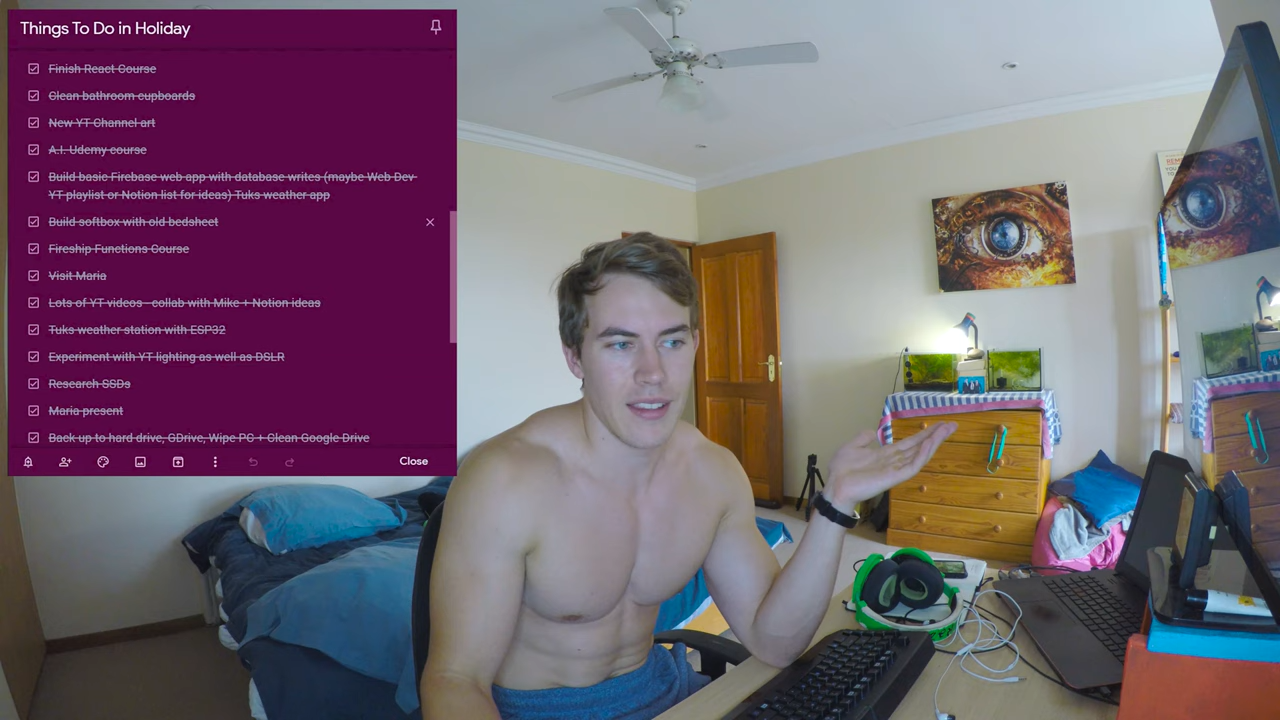 Things To Do in Holiday
Finish React Course
Clean bathroom cupboards
New YT Channel art
A.I. Udemy course
Build basic Firebase web app with database writes (maybe Web Dev
YT playlist or Notion list for ideas) Tuks weather app
Build softbox with old bedsheet
Fireship Functions Course
Visit Maria
Lots of YT videos - collab with Mike + Notion ideas
Tuks weather station with ESP32
Experiment with YT lighting as well as DSLR
Research SSDs
Maria present
Back up to hard drive, GDrive, Wipe PC + Clean Google Drive
Close